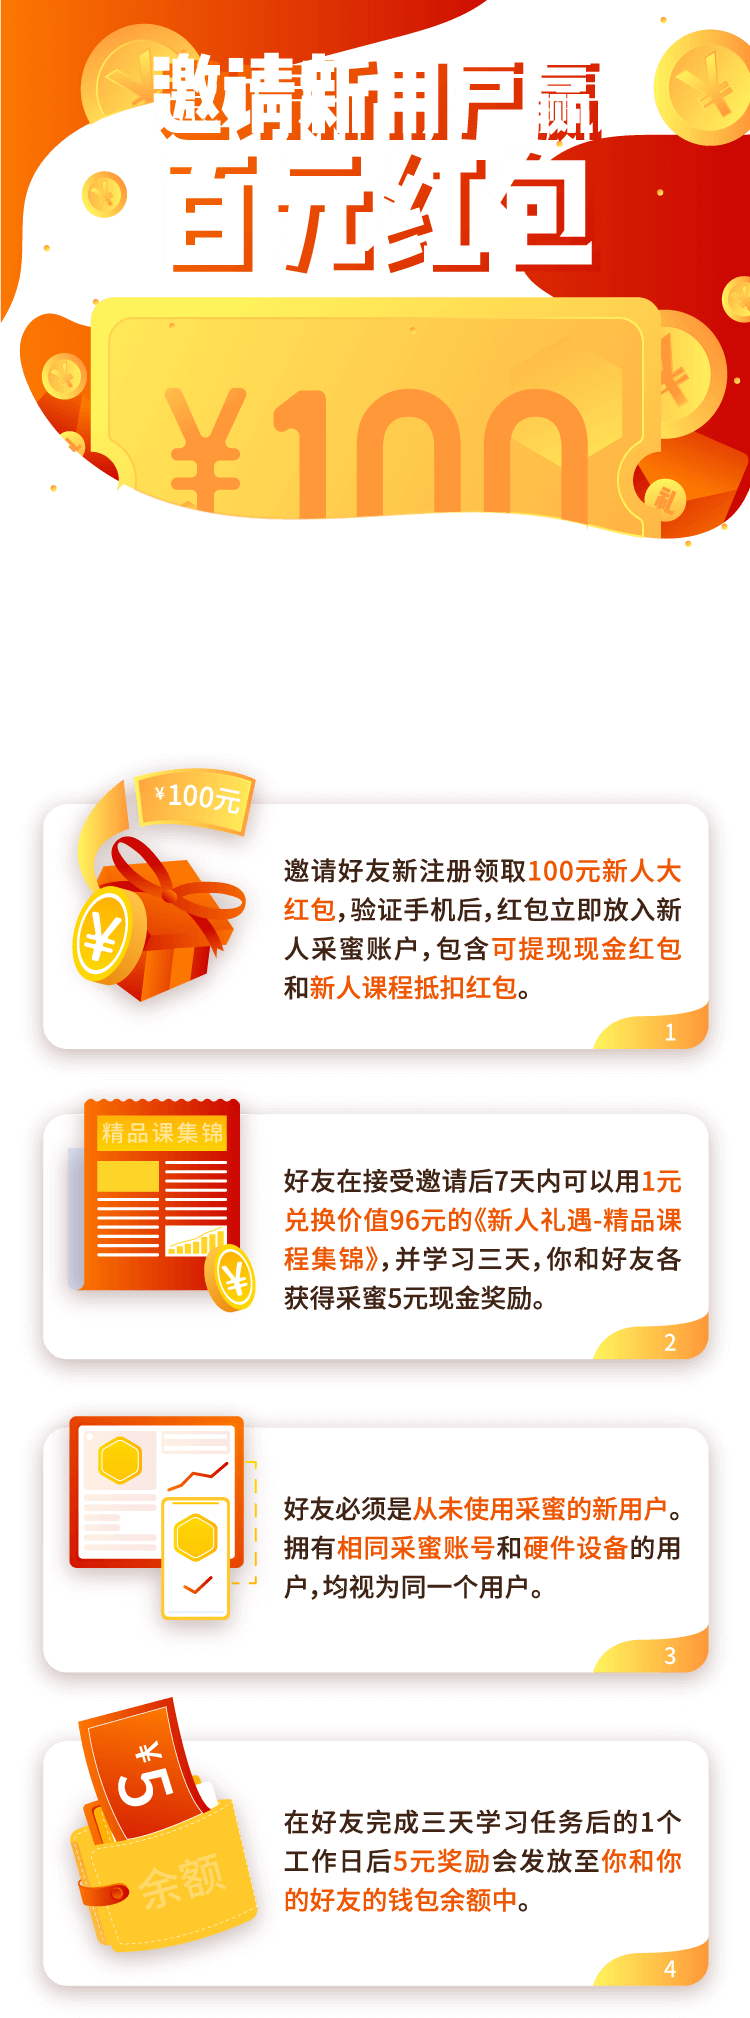 邀请新用户赢
百元红包
¥100
礼
¥100元
邀请好友新注册领取100元新人大
红包，验证手机后，红包立即放入新
人采蜜账户，包含可提现现金红包
和新人课程抵扣红包。
1
精品课集锦
好友在接受邀请后7天内可以用1元
兑换价值96元的《新人礼遇-精品课
程集锦》，并学习三天，你和好友各
获得采蜜5元现金奖励。
2
好友必须是从未使用采蜜的新用户。
拥有相同采蜜账号和硬件设备的用
户，均视为同一个用户。
3
¥5
余额
在好友完成三天学习任务后的1个
工作日后5元奖励会发放至你和你
的好友的钱包余额中。
4